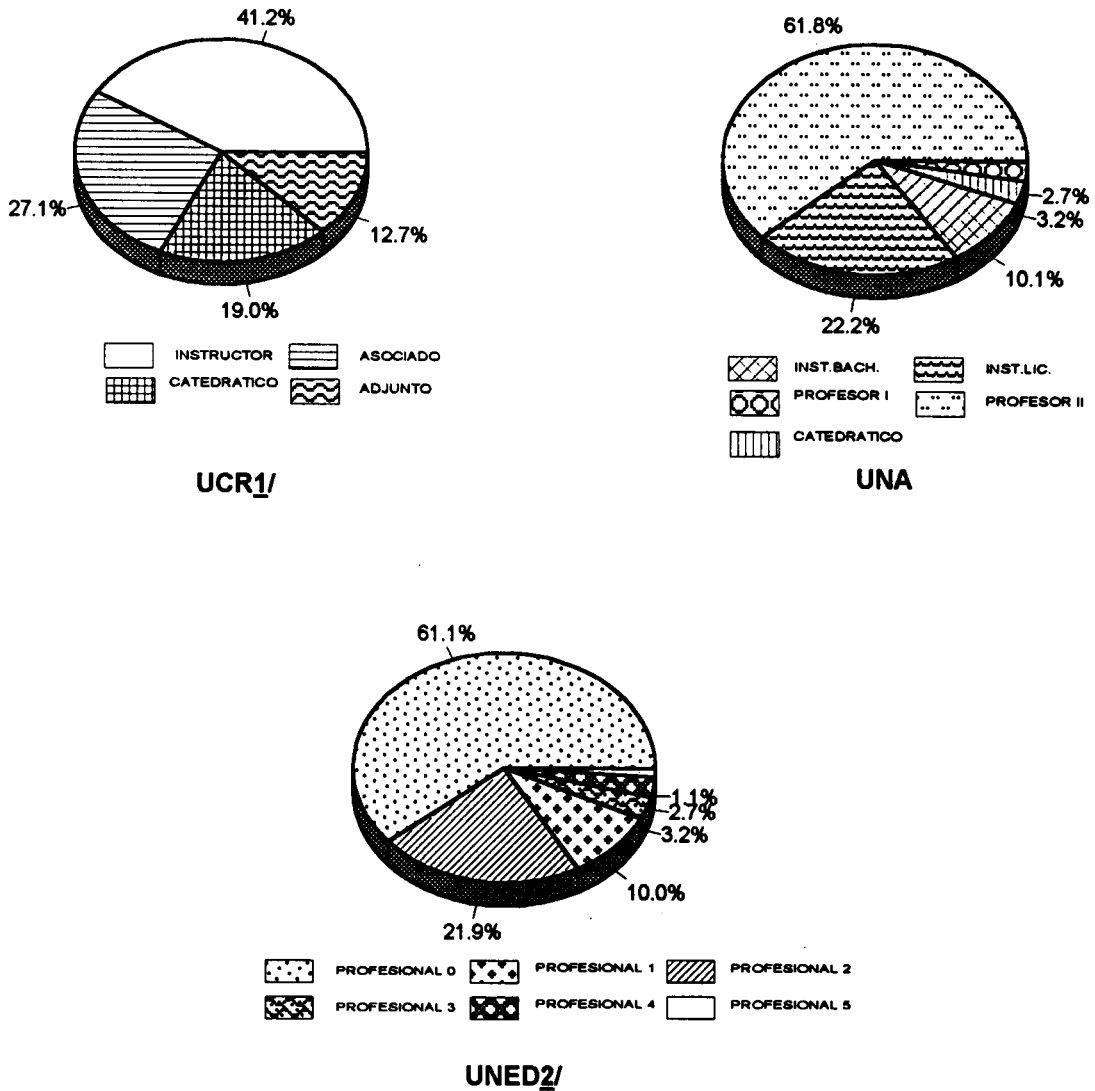 41.2%
27.1%
12.7%
19.0%
INSTRUCTOR ASOCIADO
CATEDRATICO ADJUNTO
UCR1/
61.8%
2.7%
3.2%
10.1%
22.2%
INST.BACH. INST.LIC.
PROFESOR I PROFESOR II
CATEDRATICO
UNA
61.1%
1.1%
2.7%
3.2%
10.0%
21.9%
PROFESIONAL 0 PROFESIONAL 1 PROFESIONAL 2
PROFESIONAL 3 PROFESIONAL 4 PROFESIONAL 5
UNED2/